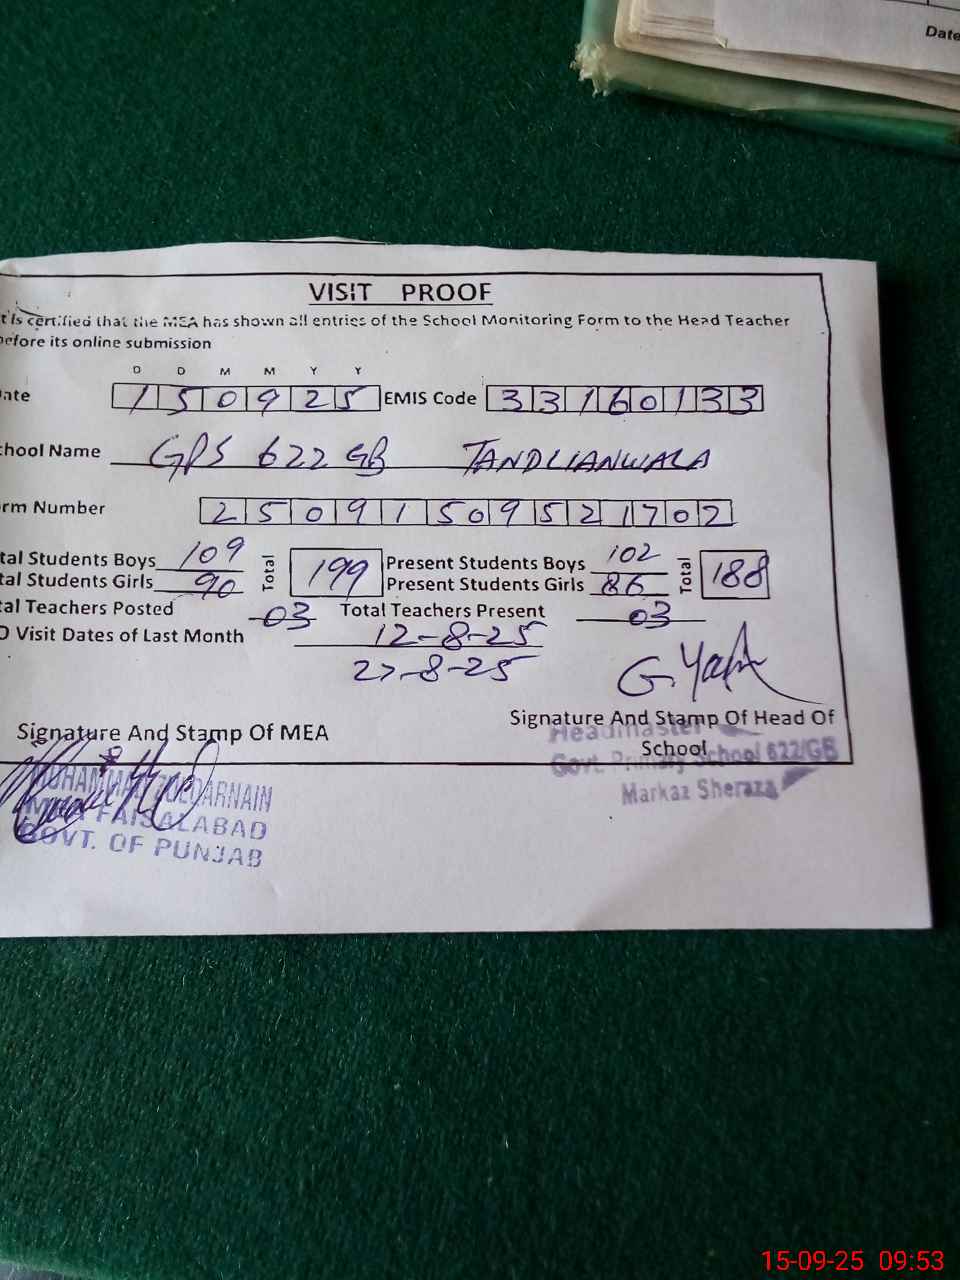 Date
VISIT PROOF
t is certified that the MEA has shown all entries of the School Monitoring Form to the Head Teacher
before its online submission
D D M M Y Y
ate 150925 EMIS Code 33160133
chool Name GPS 622 GB TANDLIANWALA
rm Number 25091509521702
tal Students Boys 109 Total 199 Present Students Boys 102 Total 188
tal Students Girls 90 Present Students Girls 86
tal Teachers Posted 03 Total Teachers Present 03
O Visit Dates of Last Month 12-8-25
27-8-25
Signature And Stamp Of MEA
Signature And Stamp Of Head Of
School
Headmaster
Govt. Primary School 622/GB
Markaz Sheraza
MUHAMMAD ZULQARNAIN
MEA FAISALABAD
GOVT. OF PUNJAB
15-09-25 09:53